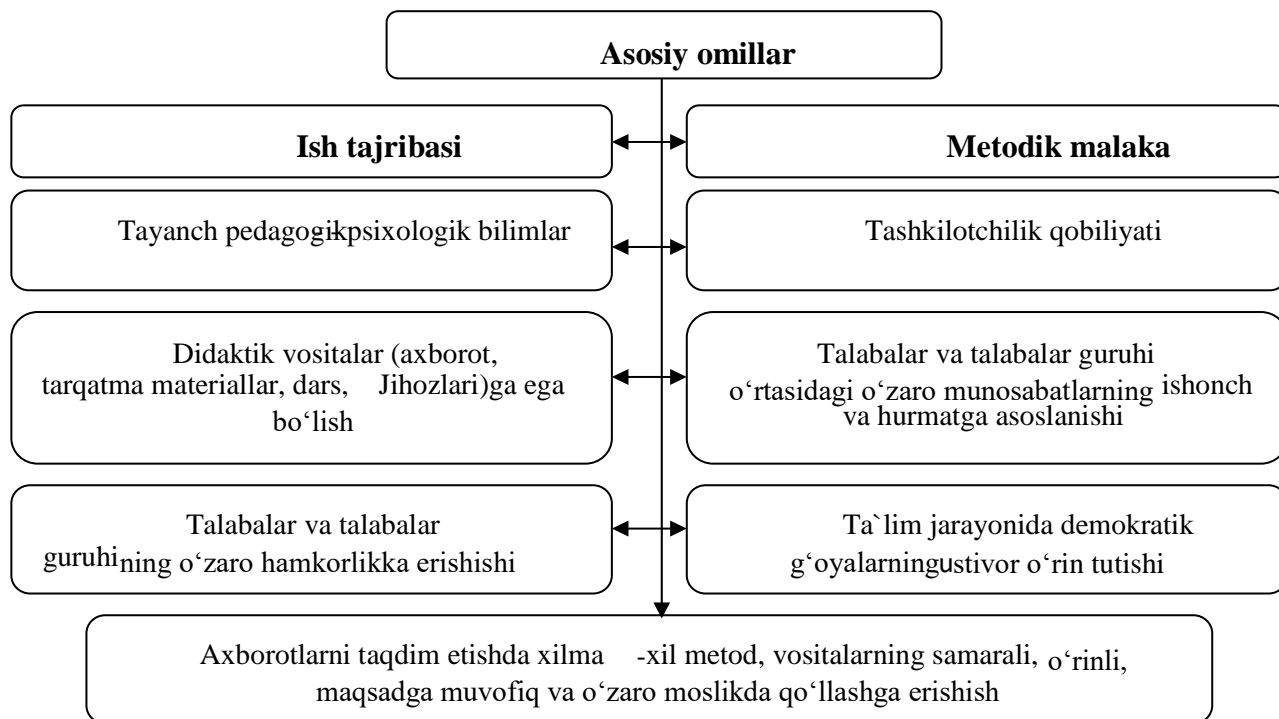 Asosiy omillar
Ish tajribasi
Metodik malaka
Tayanch pedagogik-psixologik bilimlar
Tashkilotchilik qobiliyati
Didaktik vositalar (axborot,
tarqatma materiallar, dars, Jihozlari)ga ega
bo‘lish
Talabalar va talabalar guruhi
o‘rtasidagi o‘zaro munosabatlarning ishonch
va hurmatga asoslanishi
Talabalar va talabalar
guruhining o‘zaro hamkorlikka erishishi
Ta`lim jarayonida demokratik
g‘oyalarningustivor o‘rin tutishi
Axborotlarni taqdim etishda xilma -xil metod, vositalarning samarali, o‘rinli,
maqsadga muvofiq va o‘zaro moslikda qo‘llashga erishish